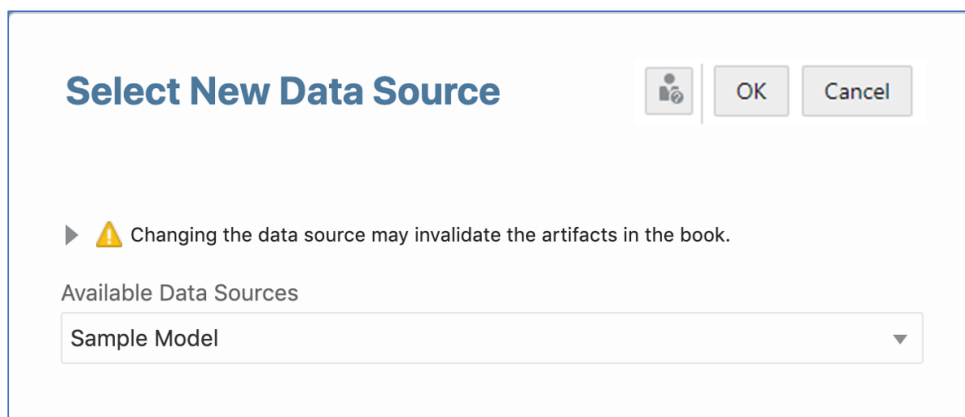 Select New Data Source
OK
Cancel
Changing the data source may invalidate the artifacts in the book.
Available Data Sources
Sample Model